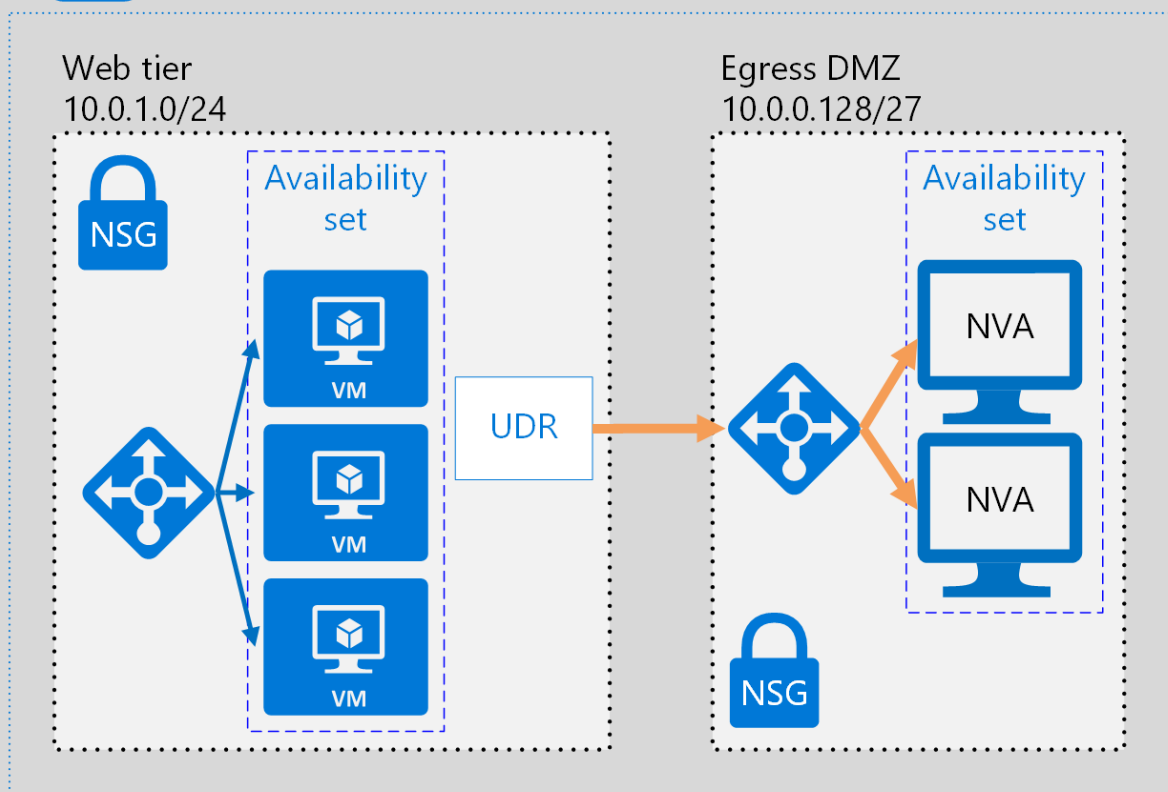 Web tier
10.0.1.0/24
NSG
Availability
set
VM
VM
VM
UDR
Egress DMZ
10.0.0.128/27
Availability
set
NVA
NVA
NSG